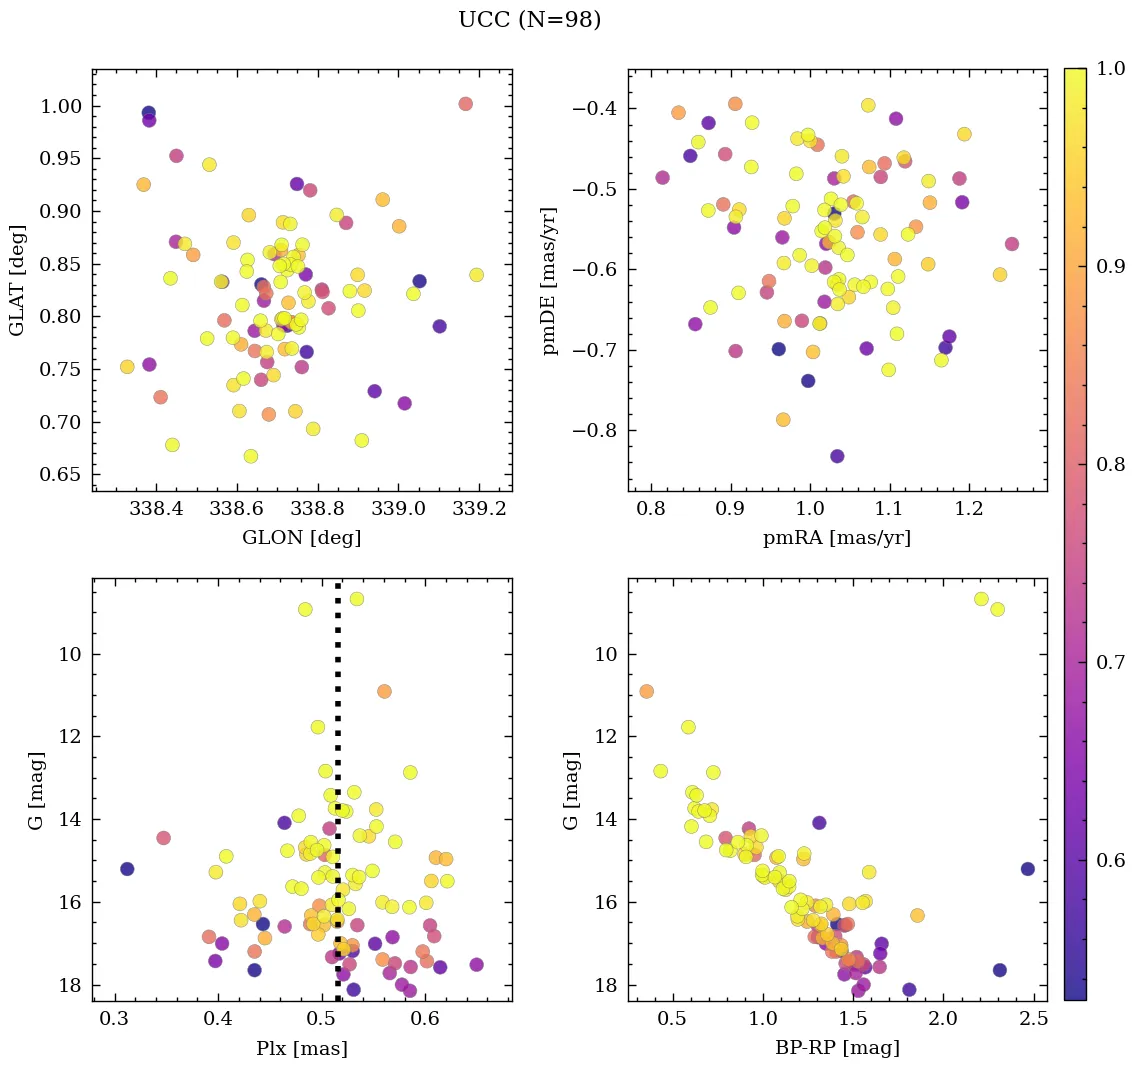 UCC (N=98)
1.00
0.95
0.90
0.85
0.80
0.75
0.70
0.65
GLAT [deg]
338.4 338.6 338.8 339.0 339.2
GLON [deg]
−0.4
−0.5
−0.6
−0.7
−0.8
pmDE [mas/yr]
0.8 0.9 1.0 1.1 1.2
pmRA [mas/yr]
10
12
14
16
18
G [mag]
0.3 0.4 0.5 0.6
Plx [mas]
10
12
14
16
18
G [mag]
0.5 1.0 1.5 2.0 2.5
BP-RP [mag]
1.0
0.9
0.8
0.7
0.6